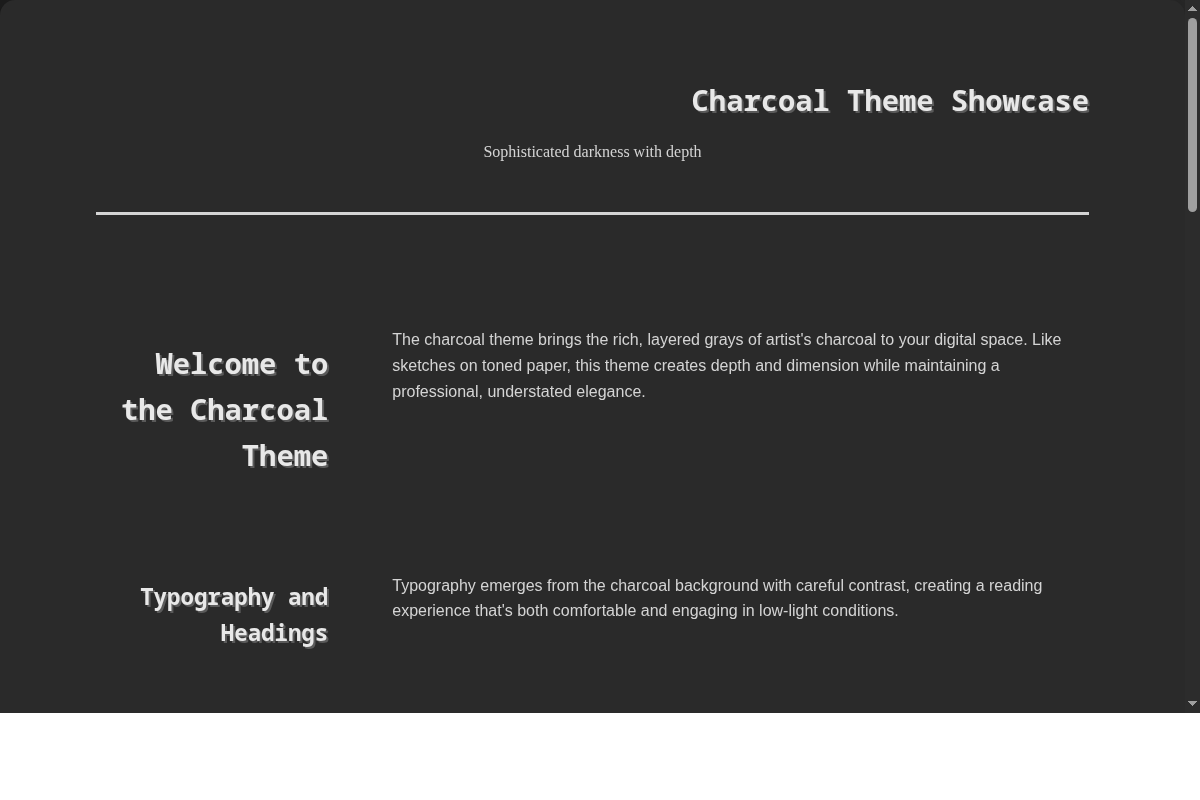 Charcoal Theme Showcase
Sophisticated darkness with depth
Welcome to
the Charcoal
Theme
The charcoal theme brings the rich, layered grays of artist's charcoal to your digital space. Like
sketches on toned paper, this theme creates depth and dimension while maintaining a
professional, understated elegance.
Typography and
Headings
Typography emerges from the charcoal background with careful contrast, creating a reading
experience that's both comfortable and engaging in low-light conditions.